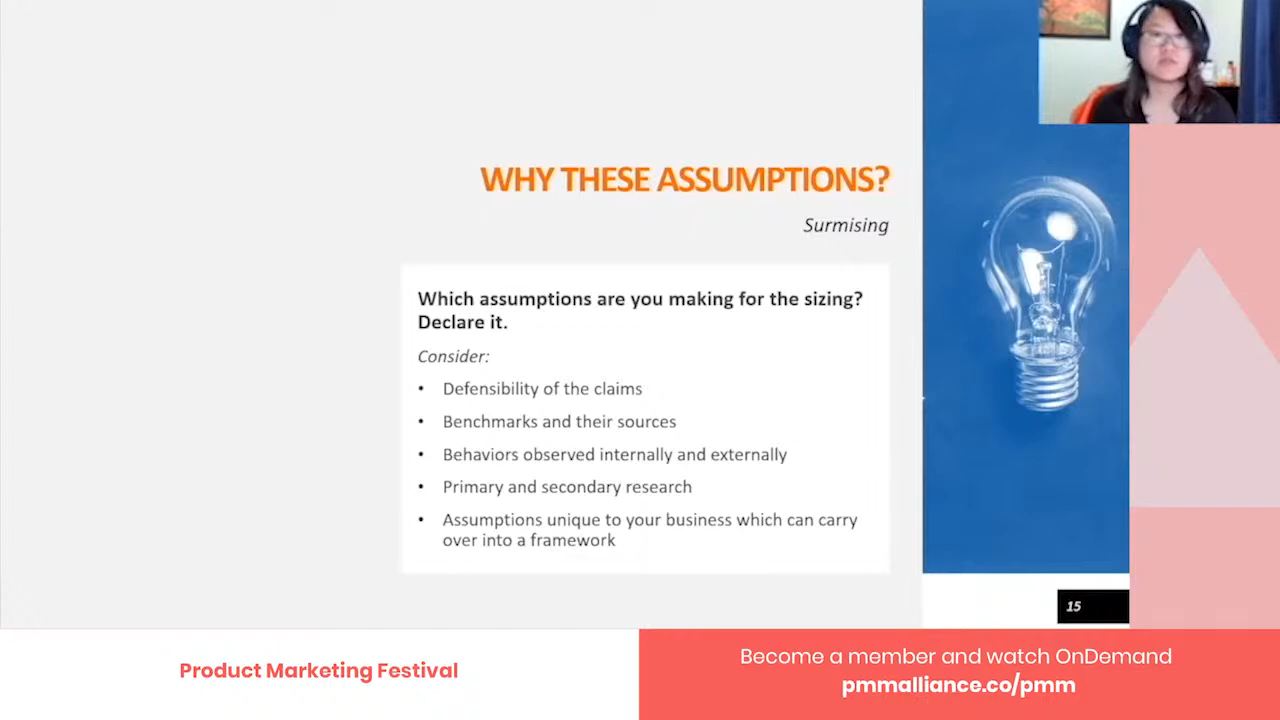 WHY THESE ASSUMPTIONS?
Surmising
Which assumptions are you making for the sizing?
Declare it.
Consider:
• Defensibility of the claims
• Benchmarks and their sources
• Behaviors observed internally and externally
• Primary and secondary research
• Assumptions unique to your business which can carry
over into a framework
15
Product Marketing Festival
Become a member and watch OnDemand
pmmalliance.co/pmm